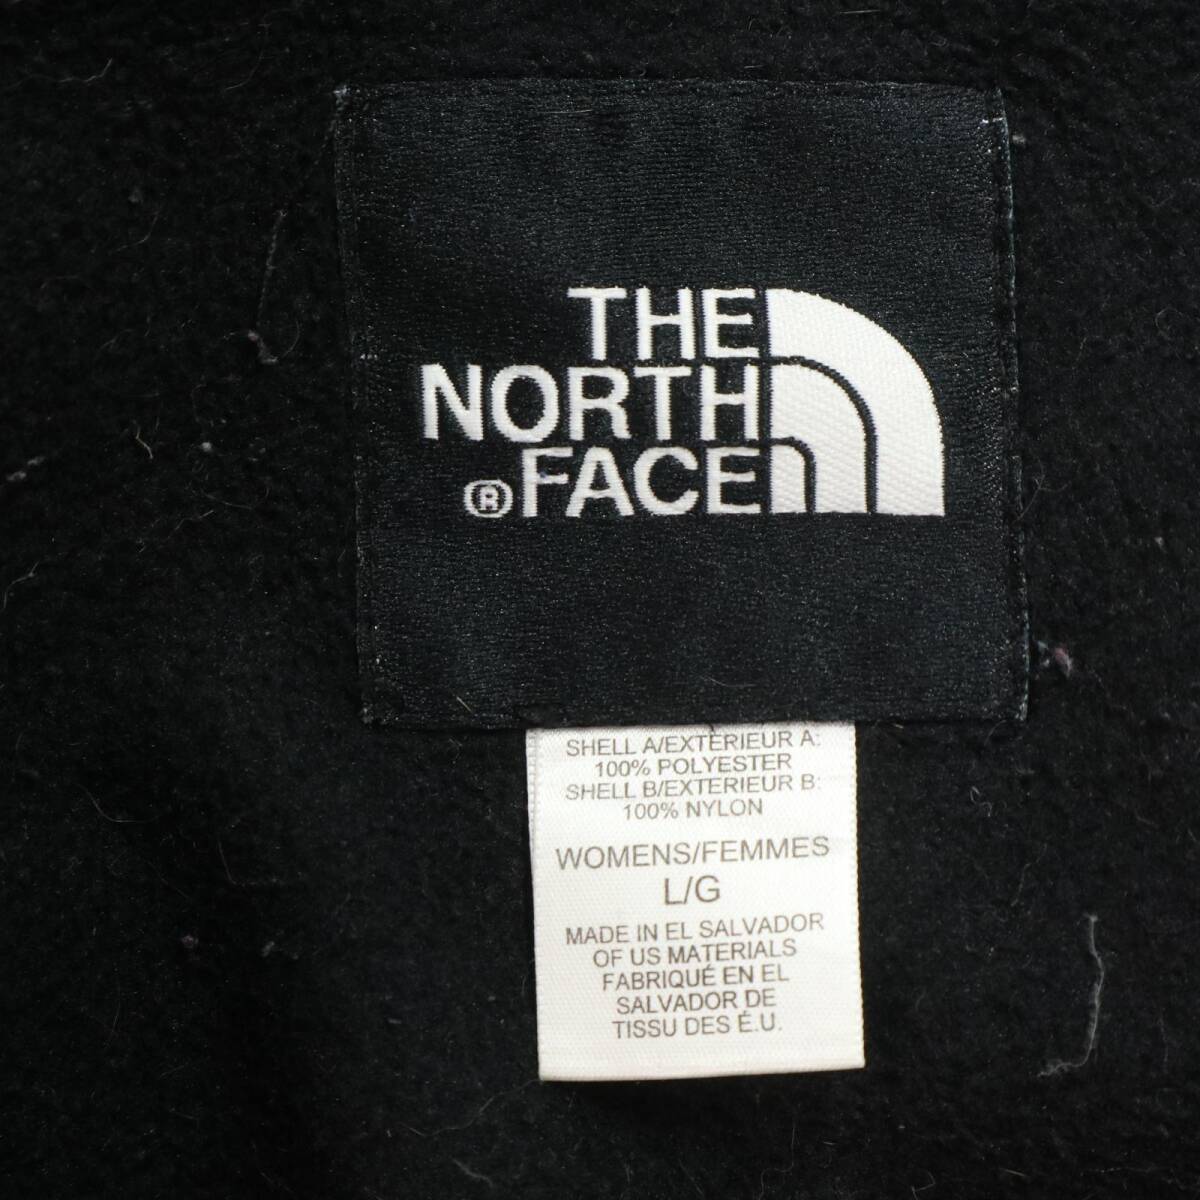 THE
NORTH
®FACE
SHELL A/EXTERIEUR A:
100% POLYESTER
SHELL B/EXTERIEUR B:
100% NYLON
WOMENS/FEMMES
L/G
MADE IN EL SALVADOR
OF US MATERIALS
FABRIQUÉ EN EL
SALVADOR DE
TISSU DES É.U.